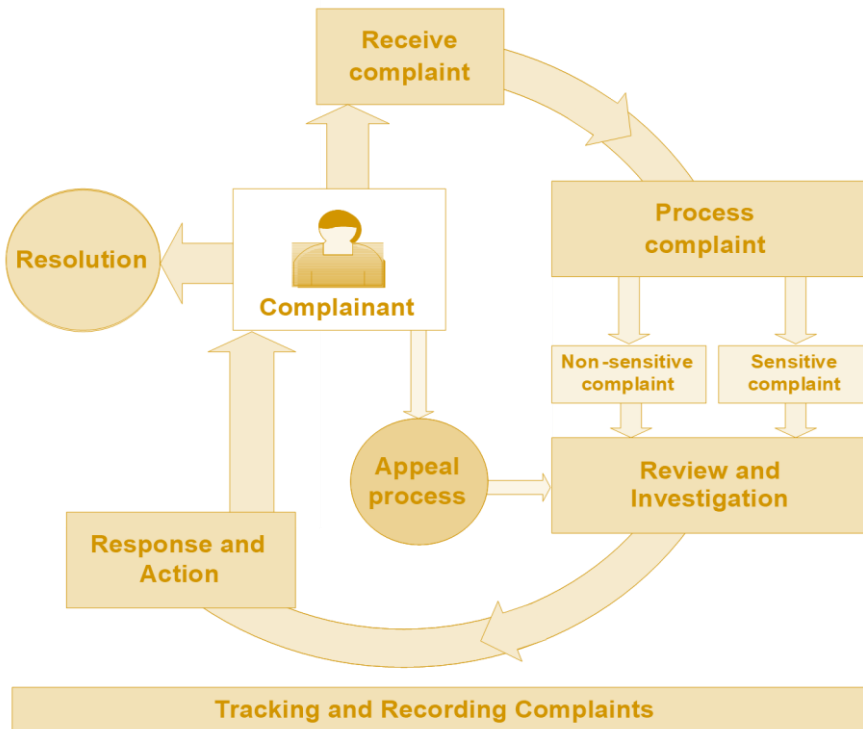 Receive
complaint
Process
complaint
Resolution
Complainant
Non-sensitive
complaint
Sensitive
complaint
Appeal
process
Review and
Investigation
Response and
Action
Tracking and Recording Complaints